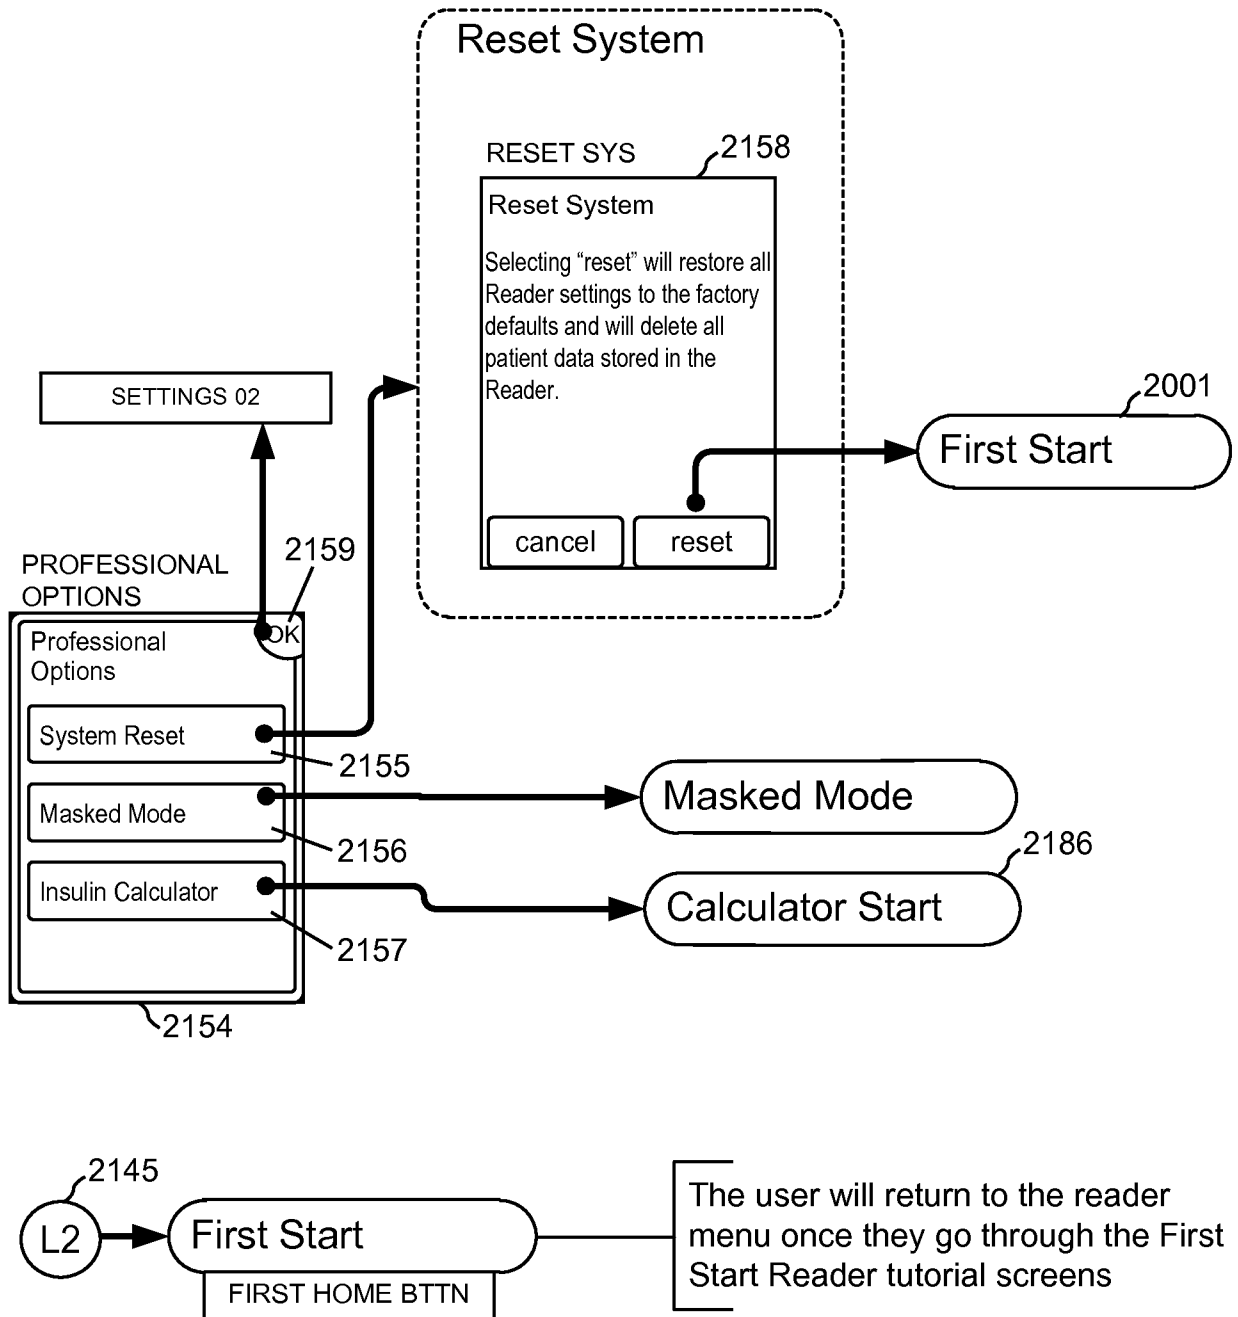 Reset System
RESET SYS
2158
Reset System
Selecting “reset” will restore all
Reader settings to the factory
defaults and will delete all
patient data stored in the
Reader.
cancel
reset
2001
First Start
SETTINGS 02
2159
PROFESSIONAL
OPTIONS
OK
Professional
Options
System Reset
2155
Masked Mode
2156
Insulin Calculator
2157
2154
Masked Mode
2186
Calculator Start
2145
L2
First Start
FIRST HOME BTTN
The user will return to the reader
menu once they go through the First
Start Reader tutorial screens